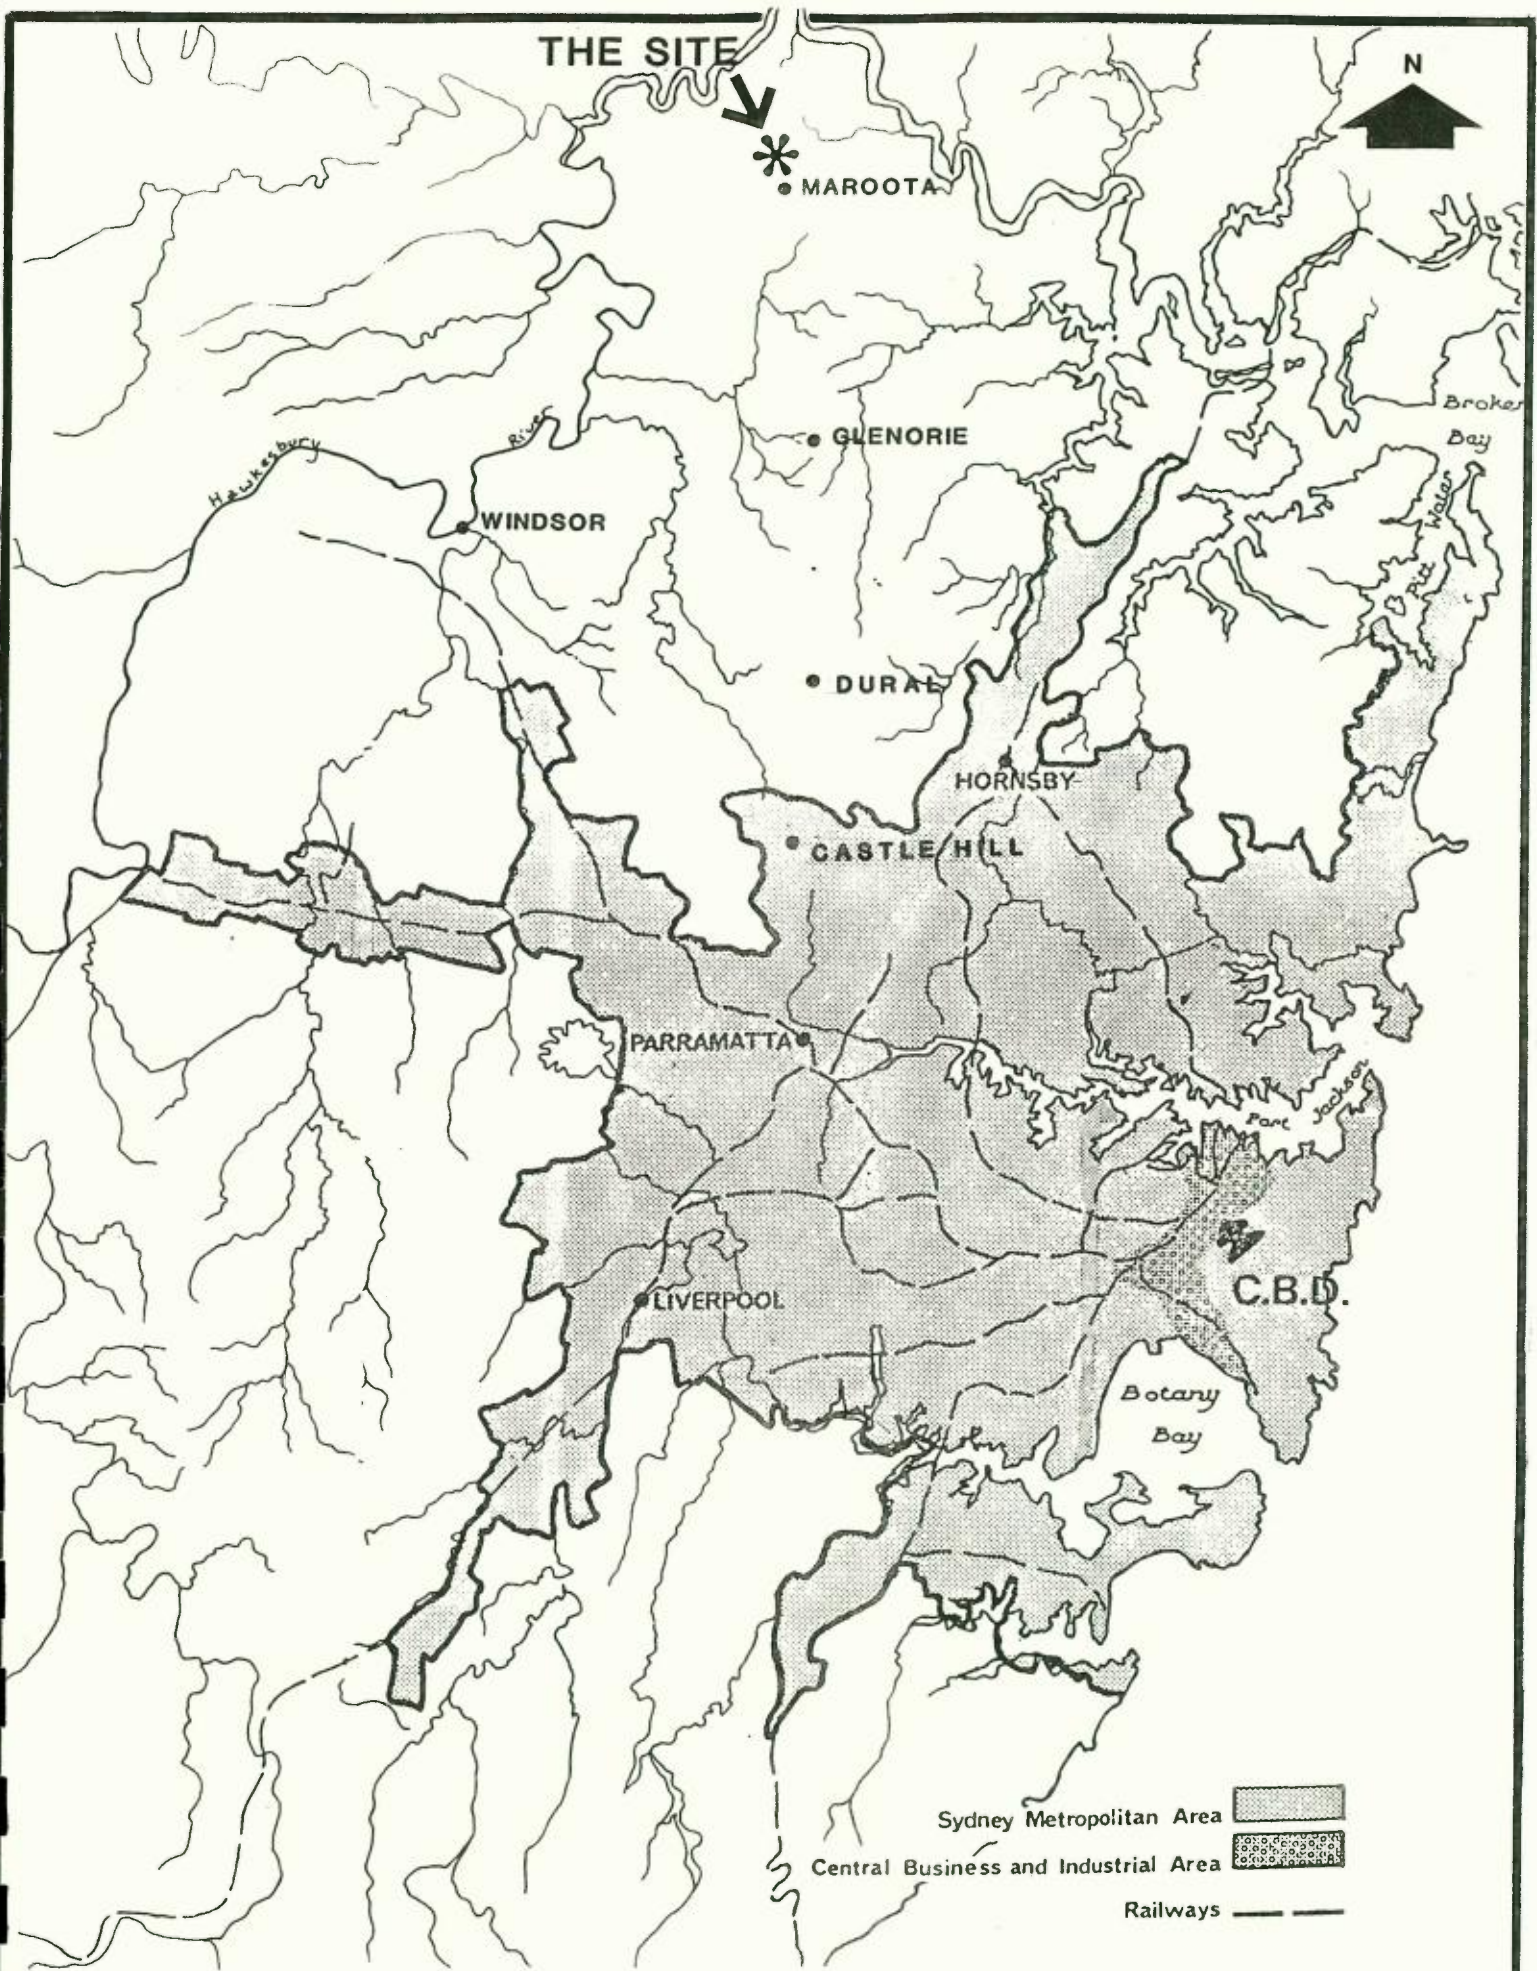 THE SITE
N
MAROOTA
Broken
Bay
GLENORIE
Hawkesbury
River
WINDSOR
Pitt
Water
DURAL
HORNSBY
CASTLE HILL
PARRAMATTA
Port
Jackson
C.B.D.
LIVERPOOL
Botany
Bay
Sydney Metropolitan Area
Central Business and Industrial Area
Railways